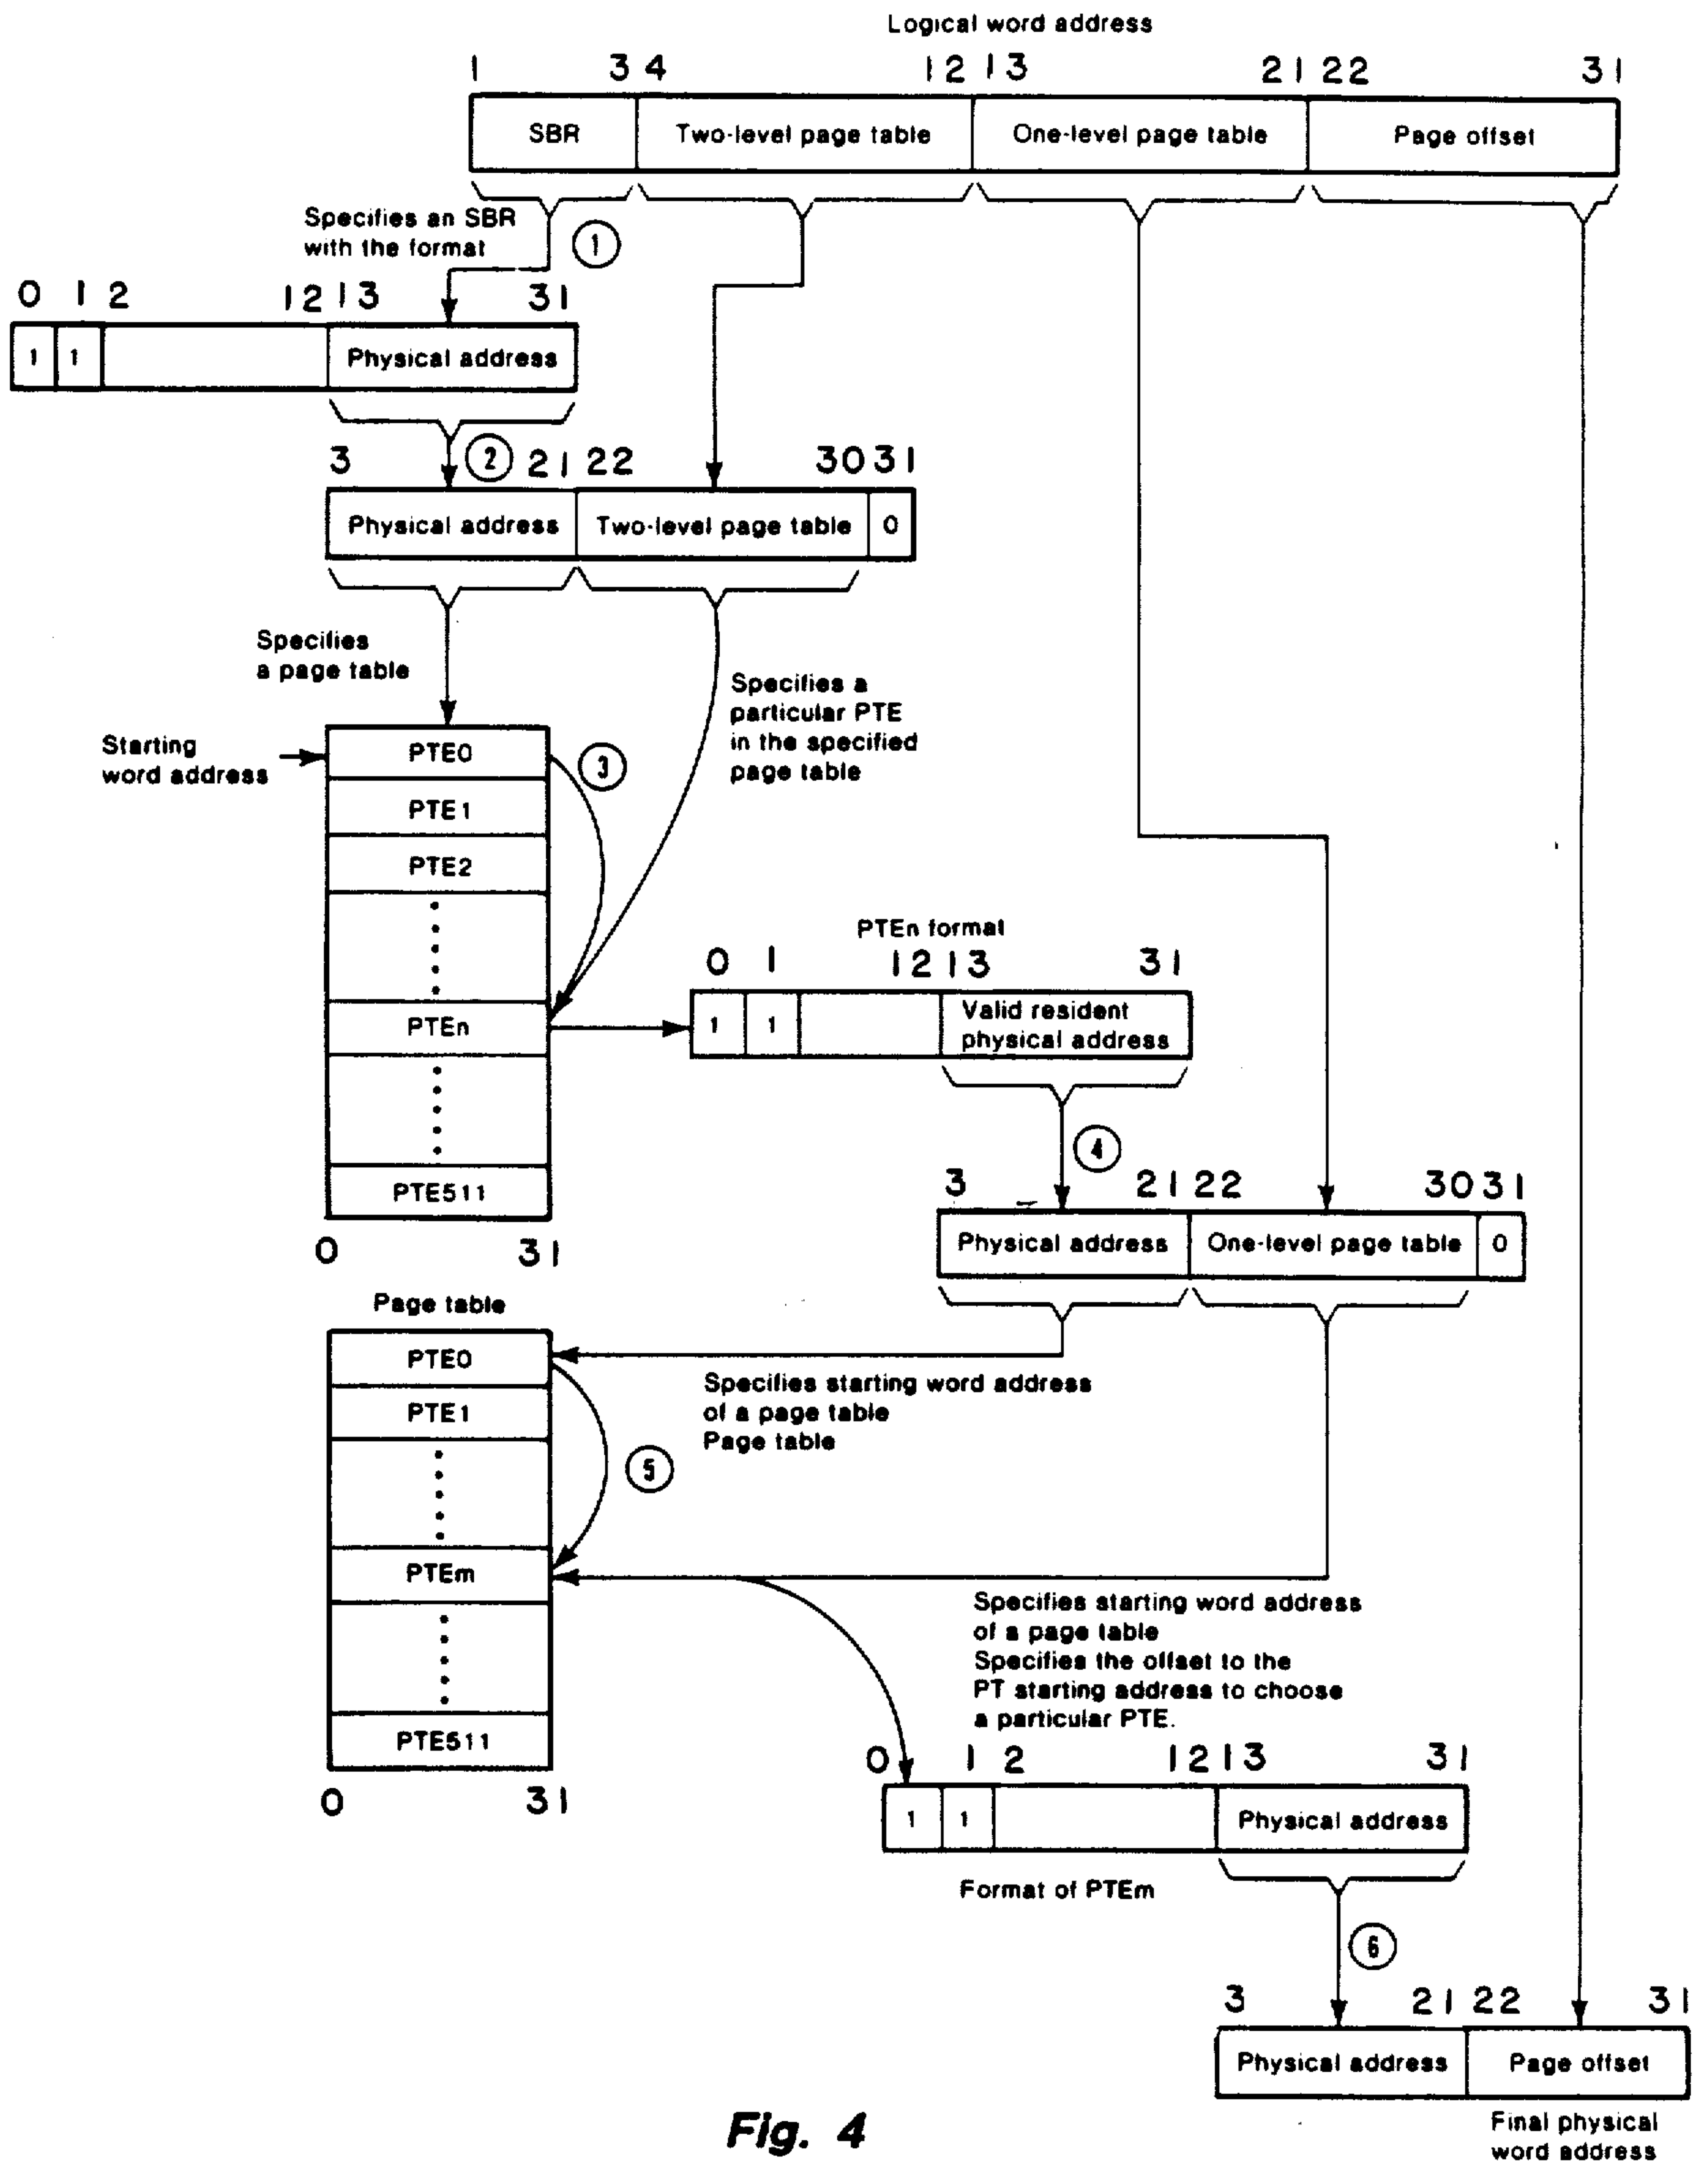 Logical word address
1 3 4 12 13 21 22 31
SBR Two-level page table One-level page table Page offset
Specifies an SBR
with the format
1
0 1 2 12 13 31
1 1 Physical address
2
3 21 22 30 31
Physical address Two-level page table 0
Specifies
a page table
Specifies a
particular PTE
in the specified
page table
Starting
word address
PTE0
3
PTE1
PTE2
PTEn
PTE511
0 31
PTEn format
0 1 12 13 31
1 1 Valid resident
physical address
4
3 21 22 30 31
Physical address One-level page table 0
Page table
PTE0
PTE1
PTEm
PTE511
0 31
Specifies starting word address
of a page table
Page table
5
Specifies starting word address
of a page table
Specifies the offset to the
PT starting address to choose
a particular PTE.
0 1 2 12 13 31
1 1 Physical address
Format of PTEm
6
3 21 22 31
Physical address Page offset
Final physical
word address
Fig. 4